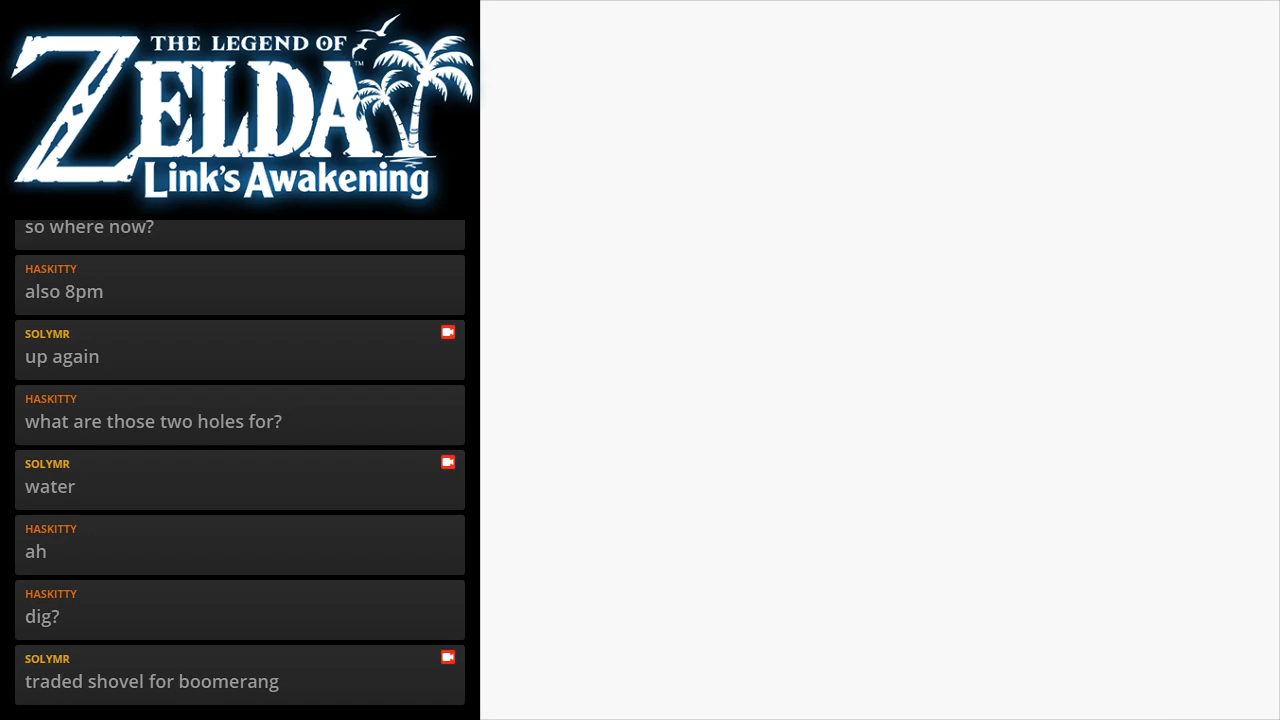 THE LEGEND OF
ZELDA™
Link's Awakening
so where now?
HASKITTY
also 8pm
SOLYMR
up again
HASKITTY
what are those two holes for?
SOLYMR
water
HASKITTY
ah
HASKITTY
dig?
SOLYMR
traded shovel for boomerang